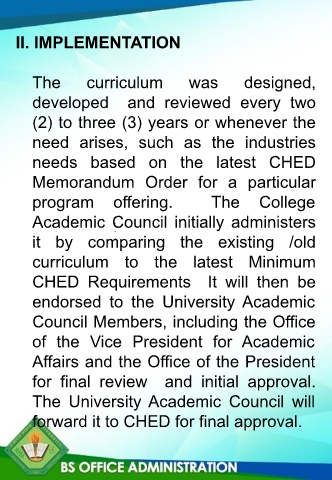 II. IMPLEMENTATION
The curriculum was designed,
developed and reviewed every two
(2) to three (3) years or whenever the
need arises, such as the industries
needs based on the latest CHED
Memorandum Order for a particular
program offering. The College
Academic Council initially administers
it by comparing the existing /old
curriculum to the latest Minimum
CHED Requirements It will then be
endorsed to the University Academic
Council Members, including the Office
of the Vice President for Academic
Affairs and the Office of the President
for final review and initial approval.
The University Academic Council will
forward it to CHED for final approval.
BS OFFICE ADMINISTRATION